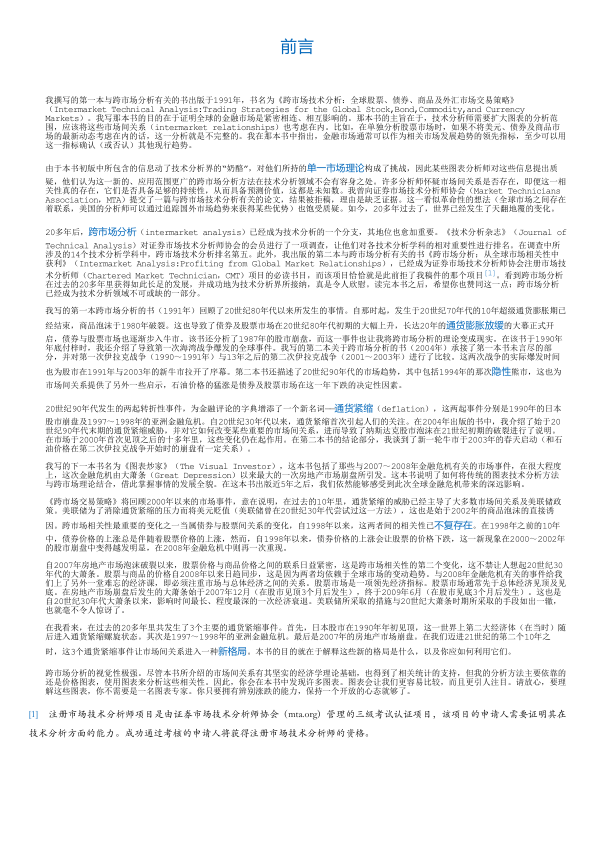 前言
我撰写的第一本与跨市场分析有关的书出版于1991年，书名为《跨市场技术分析：全球股票、债券、商品及外汇市场交易策略》
（Intermarket Technical Analysis:Trading Strategies for the Global Stock,Bond,Commodity,and Currency
Markets）。我写那本书的目的在于证明全球的金融市场是紧密相连、相互影响的。那本书的主旨在于，技术分析师需要扩大图表的分析范
围，应该将这些市场间关系（intermarket relationships）也考虑在内。比如，在单独分析股票市场时，如果不将美元、债券及商品市
场的最新动态考虑在内的话，这一分析就是不完整的。我在那本书中指出，金融市场通常可以作为相关市场发展趋势的领先指标，至少可以用
这一指标确认（或否认）其他现行趋势。
由于本书初版中所包含的信息动了技术分析界的"奶酪"，对他们所持的单一市场理论构成了挑战，因此某些图表分析师对这些信息提出质
疑，他们认为这一新的、应用范围更广的跨市场分析方法在技术分析领域不会有容身之处。许多分析师怀疑市场间关系是否存在，即便这一相
关性真的存在，它们是否具备足够的持续性，从而具备预测价值，这都是未知数。我曾向证券市场技术分析师协会（Market Technicians
Association，MTA）提交了一篇与跨市场技术分析有关的论文，结果被拒稿，理由是缺乏证据。这一看似革命性的想法（全球市场之间存在
着联系，美国的分析师可以通过追踪国外市场趋势来获得某些优势）也饱受质疑。如今，20多年过去了，世界已经发生了天翻地覆的变化。
20多年后，跨市场分析（intermarket analysis）已经成为技术分析的一个分支，其地位也愈加重要。《技术分析杂志》（Journal of
Technical Analysis）对证券市场技术分析师协会的会员进行了一项调查，让他们对各技术分析学科的相对重要性进行排名。在调查中所
涉及的14个技术分析学科中，跨市场技术分析排名第五。此外，我出版的第二本与跨市场分析有关的书《跨市场分析：从全球市场相关性中
获利》（Intermarket Analysis:Profiting from Global Market Relationships），已经成为证券市场技术分析师协会注册市场技
术分析师（Chartered Market Technician，CMT）项目的必读书目，而该项目恰恰就是此前拒了我稿件的那个项目[1]。看到跨市场分析
在过去的20多年里获得如此长足的发展，并成功地为技术分析界所接纳，真是令人欣慰。读完本书之后，希望你也赞同这一点：跨市场分析
已经成为技术分析领域不可或缺的一部分。
我写的第一本跨市场分析的书（1991年）回顾了20世纪80年代以来所发生的事情。自那起，发生于20世纪70年代的10年超级通货膨胀期已
经结束，商品泡沫于1980年破裂。这也导致了债券及股票市场在20世纪80年代初期的大幅上升，长达20年的通货膨胀放缓的大幕正式开
启，债券与股票市场也逐渐步入牛市。该书还分析了1987年的股市崩盘，而这一事件也让我将跨市场分析的理论变成现实。在该书于1990年
年底付梓时，我还介绍了导致第一次海湾战争爆发的全球事件。我写的第二本关于跨市场分析的书（2004年）承接了第一本书未言尽的部
分，并对第一次伊拉克战争（1990～1991年）与13年之后的第二次伊拉克战争（2001～2003年）进行了比较。这两次战争的实际爆发时间
也为股市在1991年与2003年的新牛市拉开了序幕。第二本书还描述了20世纪90年代的市场趋势，其中包括1994年的那次隐性熊市，这也为
市场间关系提供了另外一些启示，石油价格的猛涨是债券及股票市场在这一年下跌的决定性因素。
20世纪90年代发生的两起转折性事件，为金融评论的字典增添了一个新名词——通货紧缩（deflation），这两起事件分别是1990年的日本
股市崩盘及1997～1998年的亚洲金融危机。自20世纪30年代以来，通货紧缩首次引起人们的关注。在2004年出版的书中，我介绍了始于20
世纪90年代末期的通货紧缩威胁，并对它如何改变某些重要的市场间关系，进而导致了纳斯达克股市泡沫在21世纪初期的破裂进行了说明。
在市场于2000年首次见顶之后的十多年里，这些变化仍在起作用。在第二本书的结论部分，我谈到了新一轮牛市于2003年的春天启动（和石
油价格在第二次伊拉克战争开始时的崩盘有一定关系）。
我写的下一本书名为《图表炒家》（The Visual Investor），这本书包括了那些与2007～2008年金融危机有关的市场事件，在很大程度
上，这次金融危机由大萧条（Great Depression）以来最大的一次房地产市场崩盘所引发。这本书说明了如何将传统的图表技术分析方法
与跨市场理论结合，借此掌握事情的发展全貌。在这本书出版近5年之后，我们依然能够感受到此次全球金融危机带来的深远影响。
《跨市场交易策略》将回顾2000年以来的市场事件，意在说明，在过去的10年里，通货紧缩的威胁已经主导了大多数市场间关系及美联储政
策。美联储为了消除通货紧缩的压力而将美元贬值（美联储曾在20世纪30年代尝试过这一方法），这也是始于2002年的商品泡沫的直接诱
因。跨市场相关性最重要的变化之一当属债券与股票间关系的变化，自1998年以来，这两者间的相关性已不复存在。在1998年之前的10年
中，债券价格的上涨总是伴随着股票价格的上涨，然而，自1998年以来，债券价格的上涨会让股票的价格下跌，这一新现象在2000～2002年
的股市崩盘中变得越发明显，在2008年金融危机中则再一次重现。
自2007年房地产市场泡沫破裂以来，股票价格与商品价格之间的联系日益紧密，这是跨市场相关性的第二个变化，这不禁让人想起20世纪30
年代的大萧条。股票与商品的价格自2008年以来日趋同步，这是因为两者均依赖于全球市场的变动趋势。与2008年金融危机有关的事件给我
们上了另外一堂难忘的经济课，即必须注重市场与总体经济之间的关系。股票市场是一项领先经济指标。股票市场通常先于总体经济见顶及见
底。在房地产市场崩盘后发生的大萧条始于2007年12月（在股市见顶3个月后发生），终于2009年6月（在股市见底3个月后发生）。这也是
自20世纪30年代大萧条以来，影响时间最长、程度最深的一次经济衰退。美联储所采取的措施与20世纪大萧条时期所采取的手段如出一辙，
也就毫不令人惊讶了。
在我看来，在过去的20多年里共发生了3个主要的通货紧缩事件。首先，日本股市在1990年年初见顶，这一世界上第二大经济体（在当时）随
后进入通货紧缩螺旋状态。其次是1997～1998年的亚洲金融危机。最后是2007年的房地产市场崩盘。在我们迈进21世纪的第二个10年之
时，这3个通货紧缩事件让市场间关系进入一种新格局。本书的目的就在于解释这些新的格局是什么，以及你应如何利用它们。
跨市场分析的视觉性极强。尽管本书所介绍的市场间关系有其坚实的经济学理论基础，也得到了相关统计的支持，但我的分析方法主要依靠的
还是价格图表，使用图表来分析这些相关性。因此，你会在本书中发现许多图表。图表会让我们更容易比较，而且更引人注目。请放心，要理
解这些图表，你不需要是一名图表专家。你只要拥有辨别涨跌的能力，保持一个开放的心态就够了。
[1] 注册市场技术分析师项目是由证券市场技术分析师协会（mta.org）管理的三级考试认证项目，该项目的申请人需要证明其在
技术分析方面的能力。成功通过考核的申请人将获得注册市场技术分析师的资格。